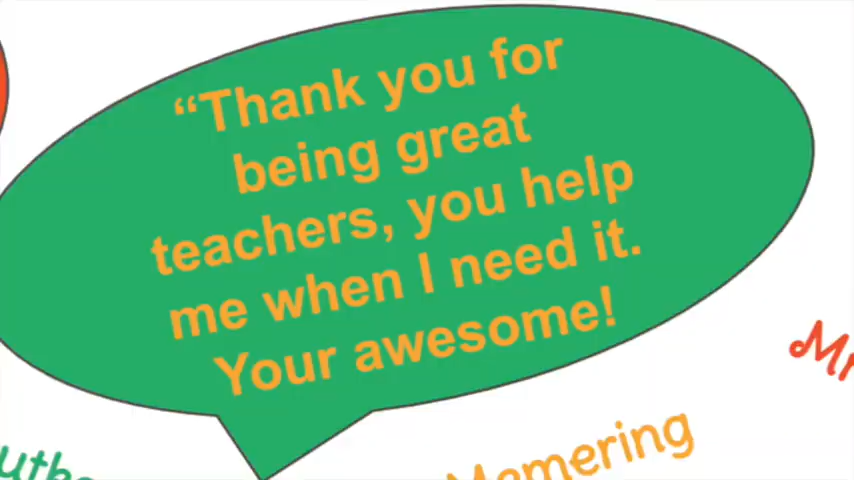 “Thank you for
being great
teachers, you help
me when I need it.
Your awesome!